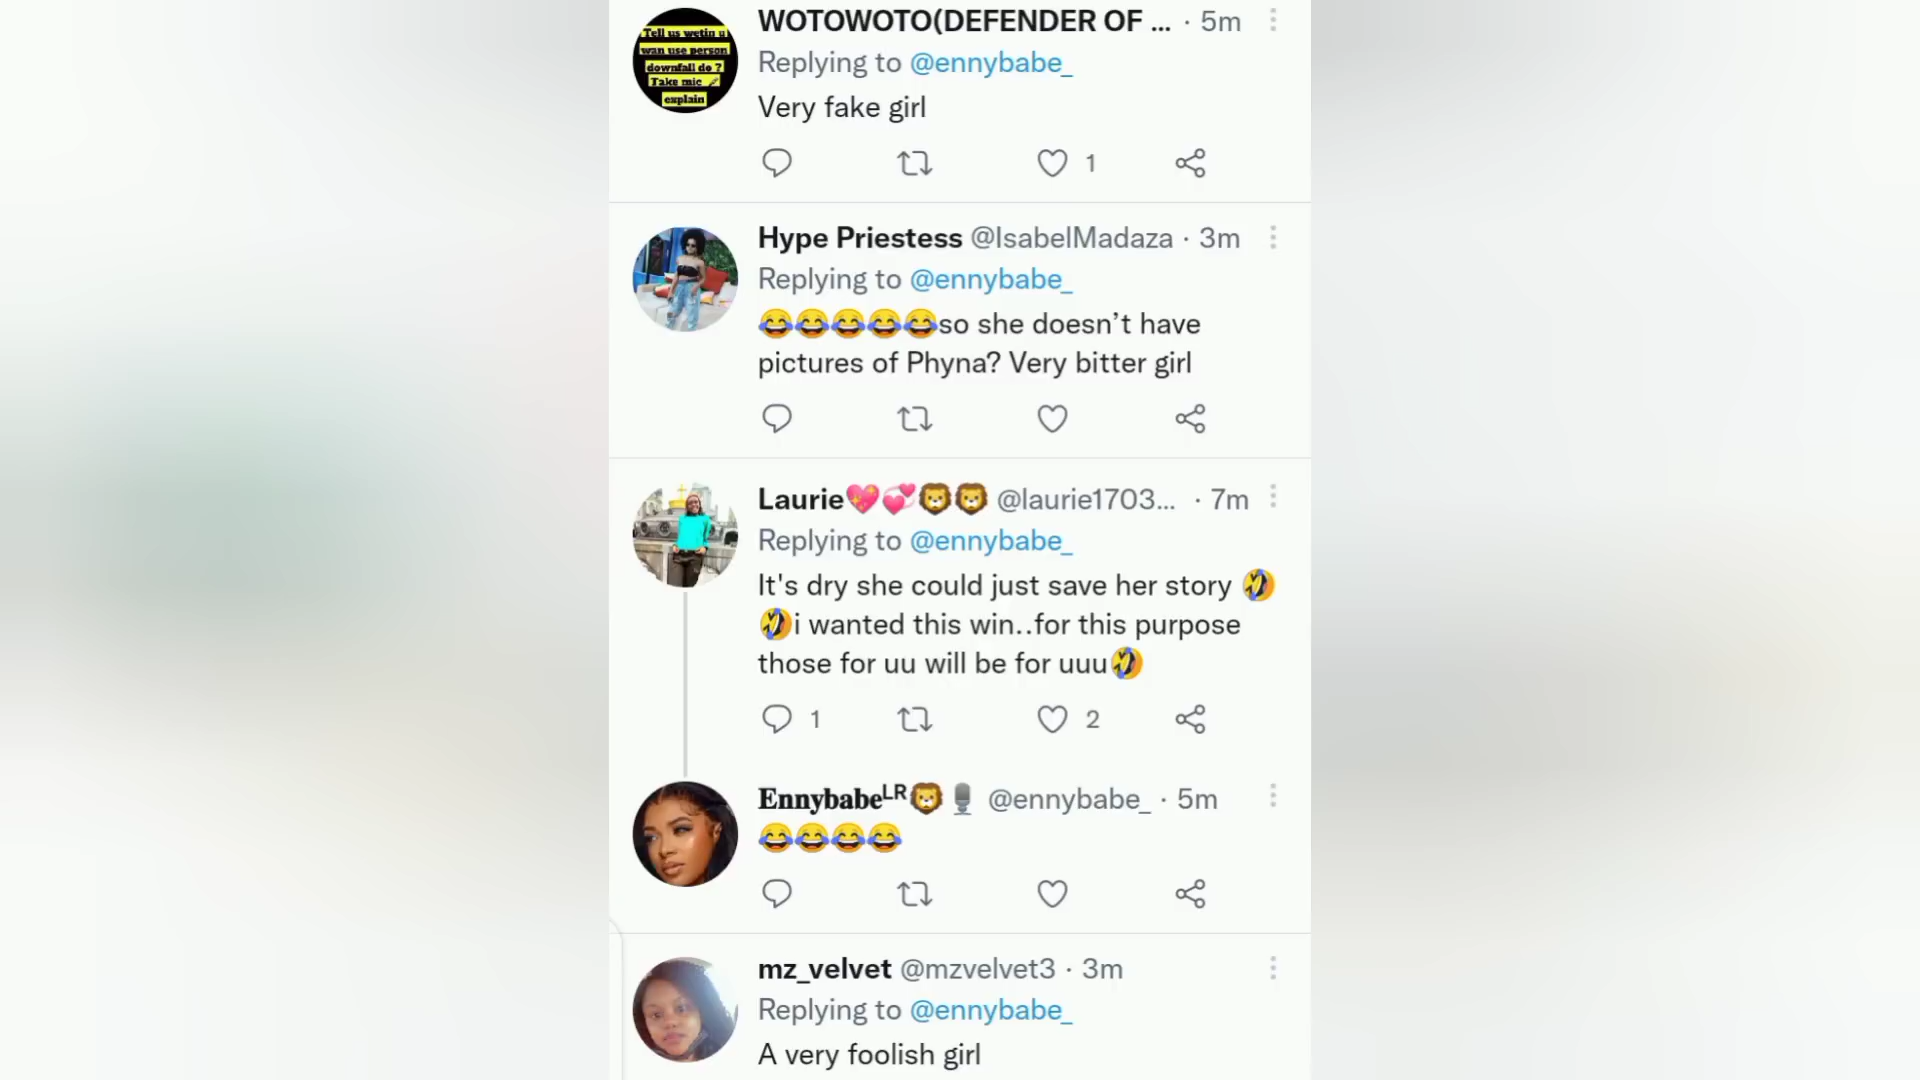 Tell us wetin u
wan use person
downfall do ?
Take mic 🎤
explain
WOTOWOTO(DEFENDER OF ... · 5m
Replying to @ennybabe_
Very fake girl
1
Hype Priestess @IsabelMadaza · 3m
Replying to @ennybabe_
😂😂😂😂😂so she doesn’t have
pictures of Phyna? Very bitter girl
Laurie💖💞🦁🦁 @laurie1703... · 7m
Replying to @ennybabe_
It's dry she could just save her story 🤣
🤣i wanted this win..for this purpose
those for uu will be for uuu🤣
1 2
Ennybabeᴸᴿ🦁🎙️ @ennybabe_ · 5m
😂😂😂😂
mz_velvet @mzvelvet3 · 3m
Replying to @ennybabe_
A very foolish girl